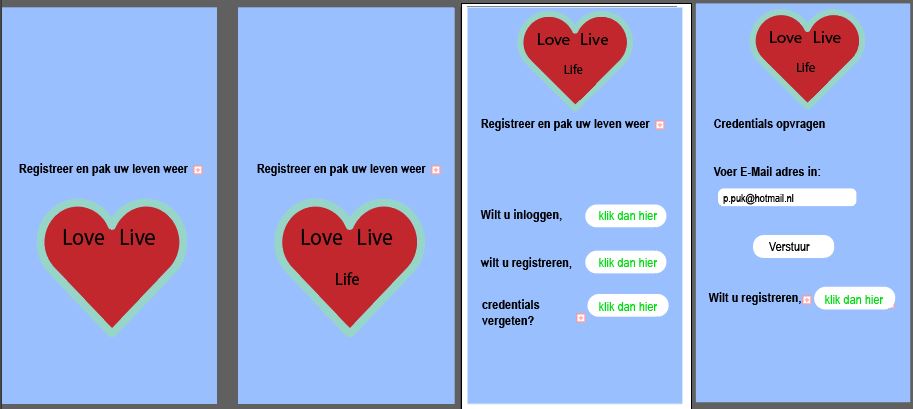 Registreer en pak uw leven weer
Love Live
Registreer en pak uw leven weer
Love Live
Life
Love Live
Life
Registreer en pak uw leven weer
Wilt u inloggen, klik dan hier
wilt u registreren, klik dan hier
credentials
vergeten? klik dan hier
Love Live
Life
Credentials opvragen
Voer E-Mail adres in:
p.puk@hotmail.nl
Verstuur
Wilt u registreren, klik dan hier